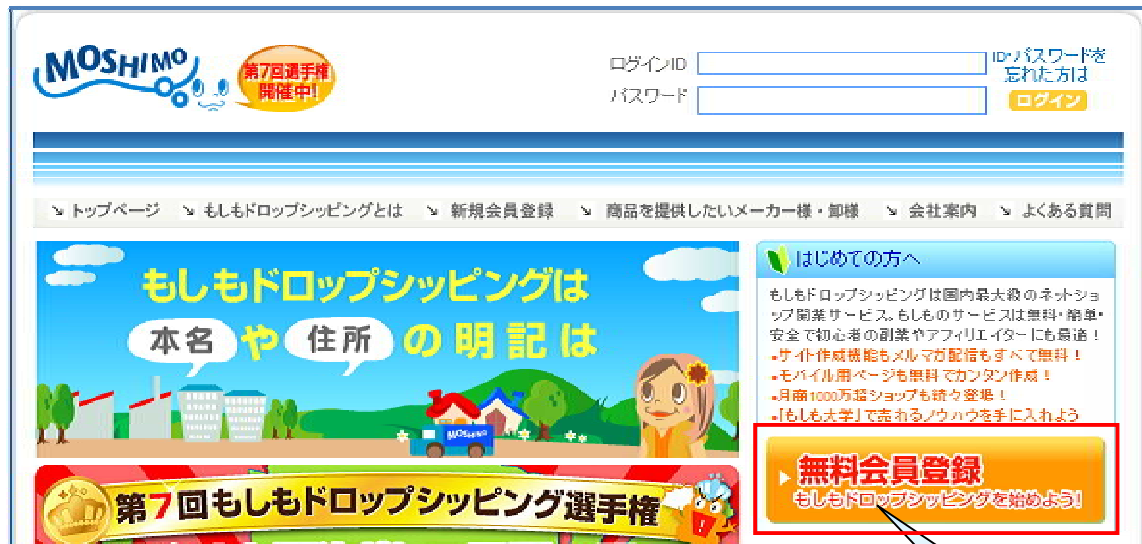 MOSHIMO
第7回選手権
開催中!
ログインID
パスワード
ID・パスワードを
忘れた方は
ログイン
トップページ
もしもドロップシッピングとは
新規会員登録
商品を提供したいメーカー様・卸様
会社案内
よくある質問
もしもドロップシッピングは
本名や住所の明記は
MOSHIMO
第7回もしもドロップシッピング選手権
はじめての方へ
もしもドロップシッピングは国内最大級のネットショ
ップ開業サービス。もしものサービスは無料・簡単・
安全で初心者の副業やアフィリエイターにも最適！
・サイト作成機能もメルマガ配信もすべて無料！
・モバイル用ページも無料でカンタン作成！
・月商1000万超ショップも続々登場！
・「もしも大学」で売れるノウハウを手に入れよう
無料会員登録
もしもドロップシッピングを始めよう!